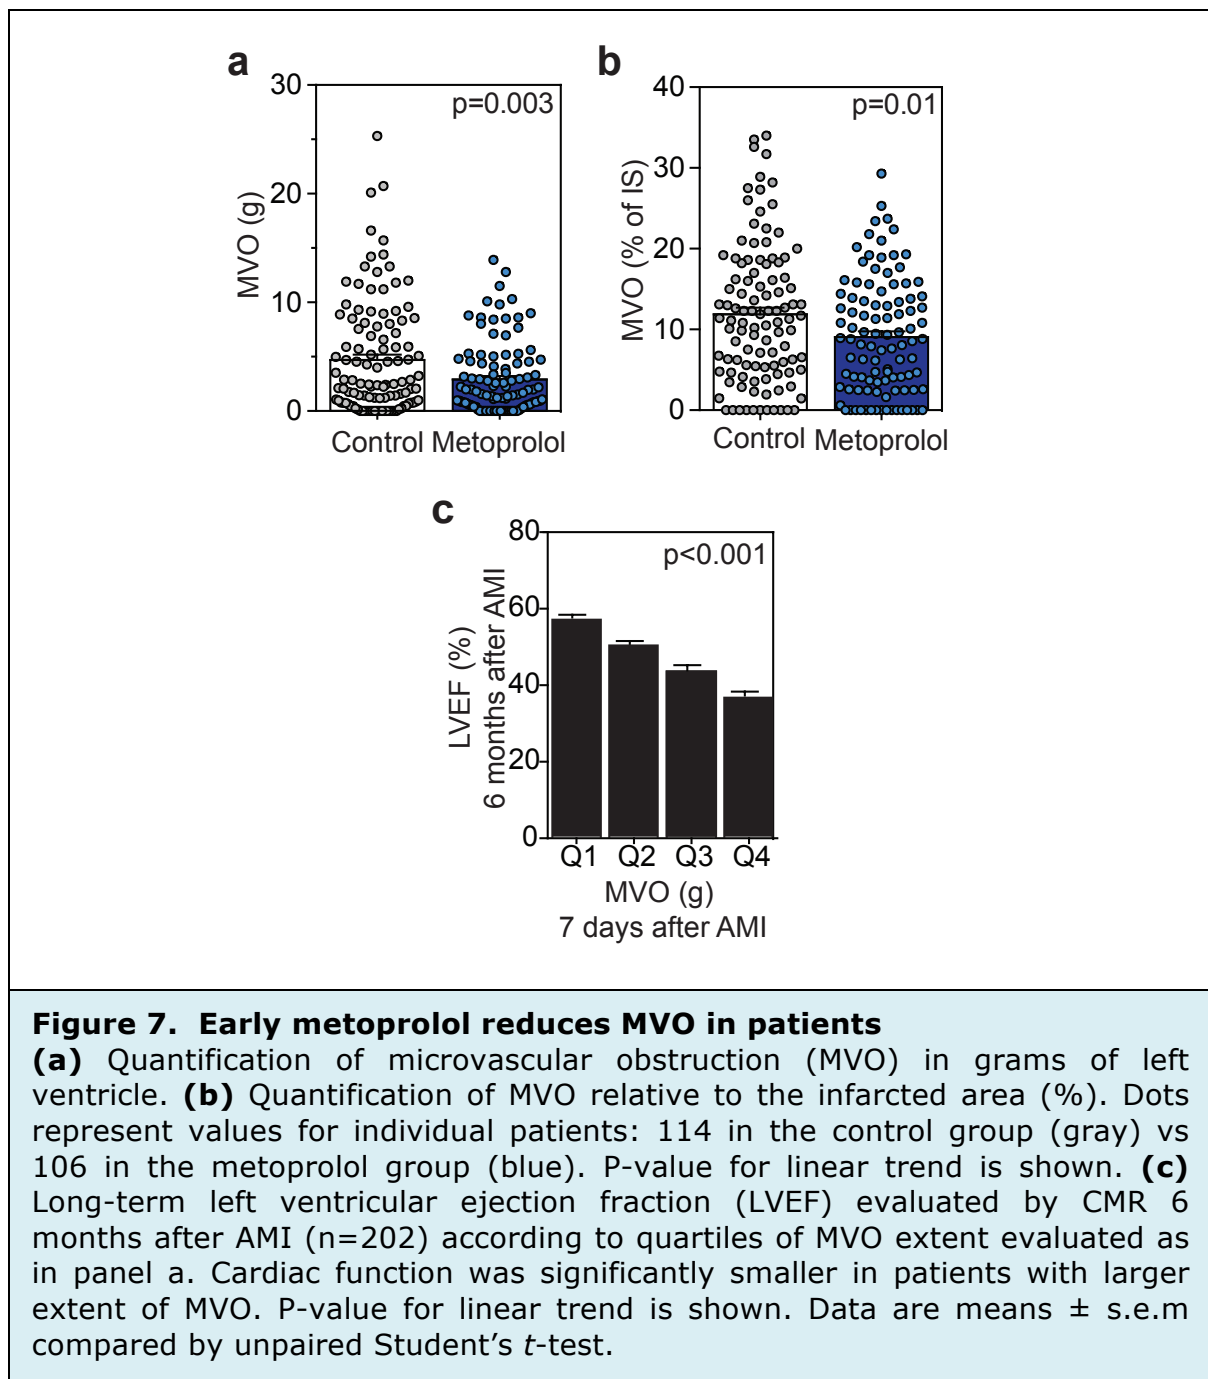 a
30
20
10
0
MVO (g)
p=0.003
Control Metoprolol
b
40
30
20
10
0
MVO (% of IS)
p=0.01
Control Metoprolol
c
80
60
40
20
0
LVEF (%)
6 months after AMI
p<0.001
Q1 Q2 Q3 Q4
MVO (g)
7 days after AMI
Figure 7. Early metoprolol reduces MVO in patients
(a) Quantification of microvascular obstruction (MVO) in grams of left
ventricle. (b) Quantification of MVO relative to the infarcted area (%). Dots
represent values for individual patients: 114 in the control group (gray) vs
106 in the metoprolol group (blue). P-value for linear trend is shown. (c)
Long-term left ventricular ejection fraction (LVEF) evaluated by CMR 6
months after AMI (n=202) according to quartiles of MVO extent evaluated as
in panel a. Cardiac function was significantly smaller in patients with larger
extent of MVO. P-value for linear trend is shown. Data are means ± s.e.m
compared by unpaired Student’s t-test.